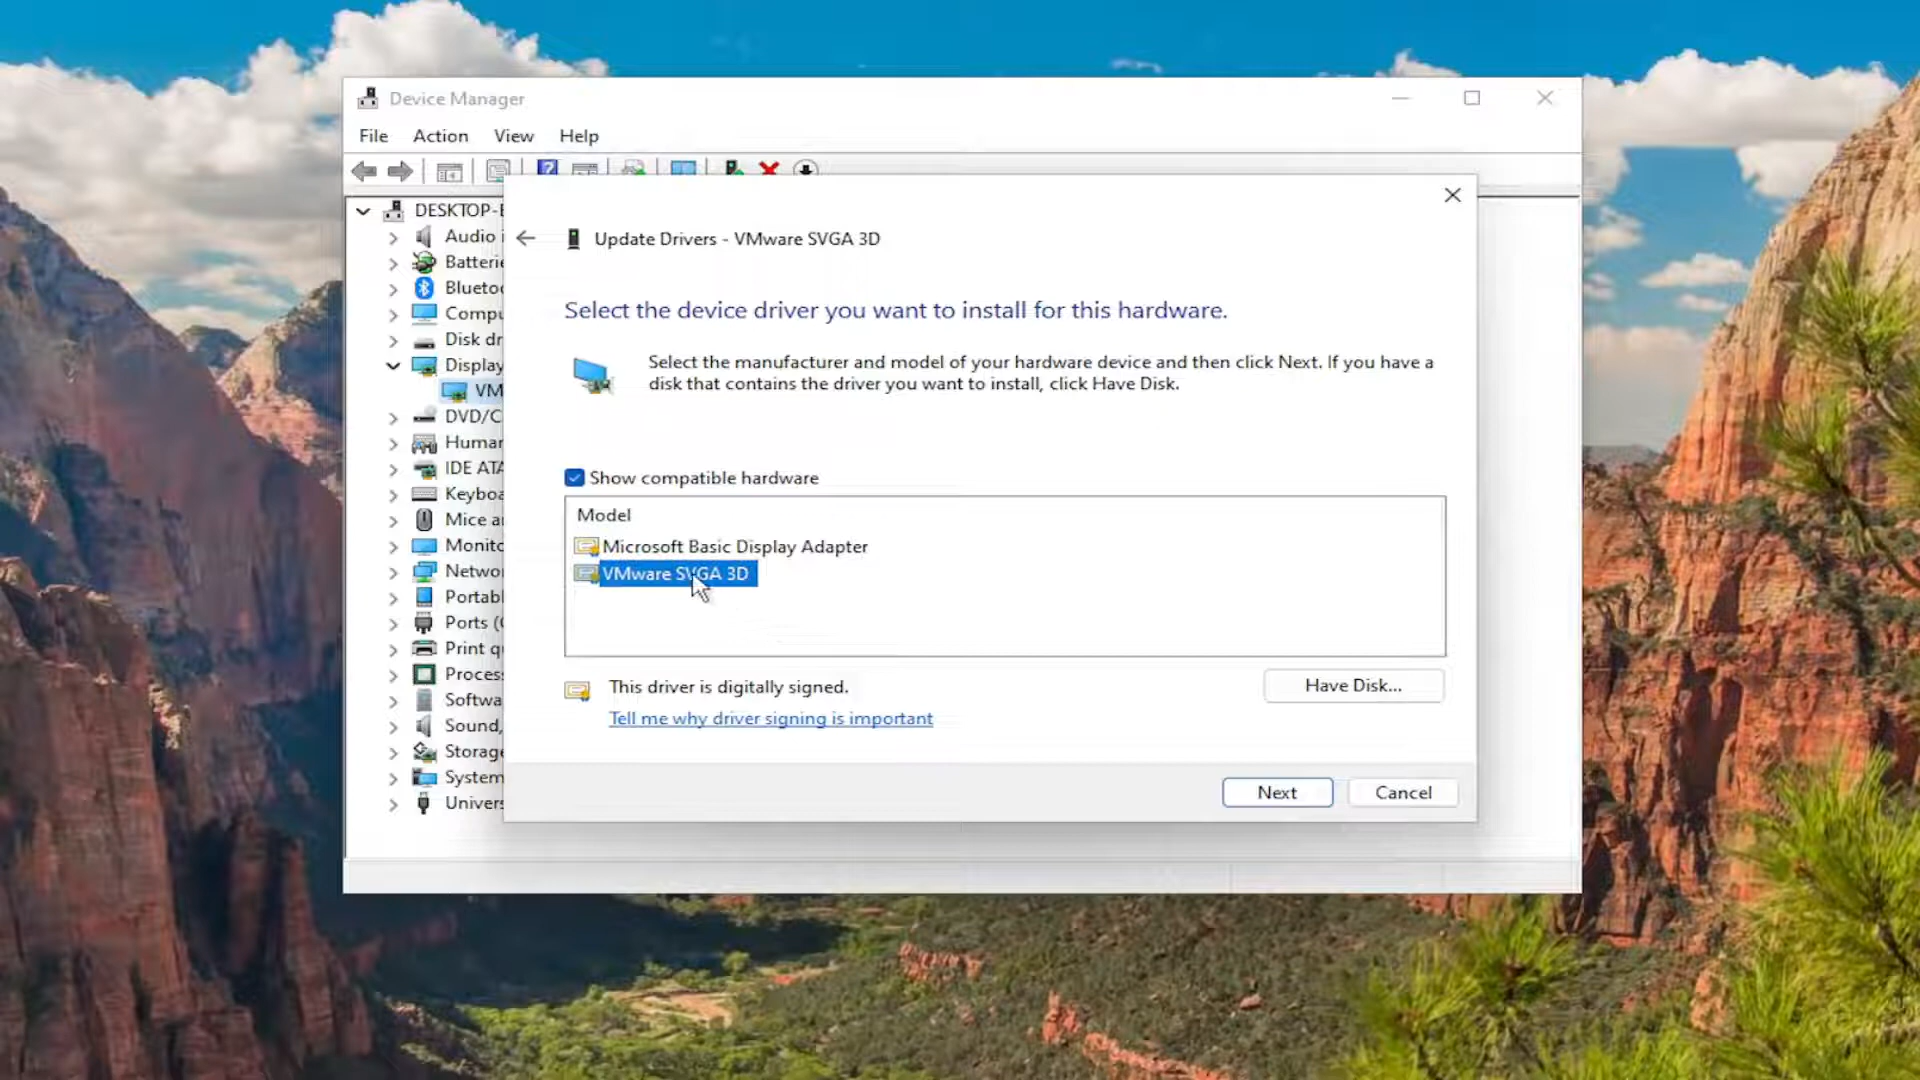 Device Manager
File Action View Help
DESKTOP-
Audio
Batterie
Bluetoo
Compu
Disk dr
Display
VM
DVD/C
Human
IDE ATA
Keyboa
Mice a
Monito
Networ
Portabl
Ports (
Print q
Process
Softwa
Sound,
Storage
System
Univers
Update Drivers - VMware SVGA 3D
Select the device driver you want to install for this hardware.
Select the manufacturer and model of your hardware device and then click Next. If you have a
disk that contains the driver you want to install, click Have Disk.
Show compatible hardware
Model
Microsoft Basic Display Adapter
VMware SVGA 3D
This driver is digitally signed.
Have Disk...
Tell me why driver signing is important
Next Cancel